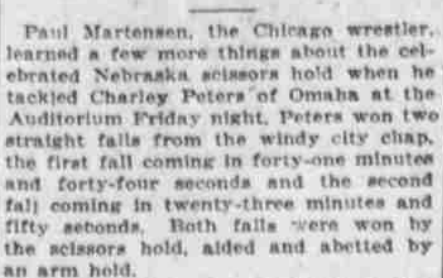 Paul Martensen, the Chicago wrestler,
learned a few more things about the cel-
ebrated Nebraska scissors hold when he
tackled Charley Peters of Omaha at the
Auditorium Friday night. Peters won two
straight falls from the windy city chap,
the first fall coming in forty-one minutes
and forty-four seconds and the second
fall coming in twenty-three minutes and
fifty seconds. Both falls were won by
the scissors hold, aided and abetted by
an arm hold.